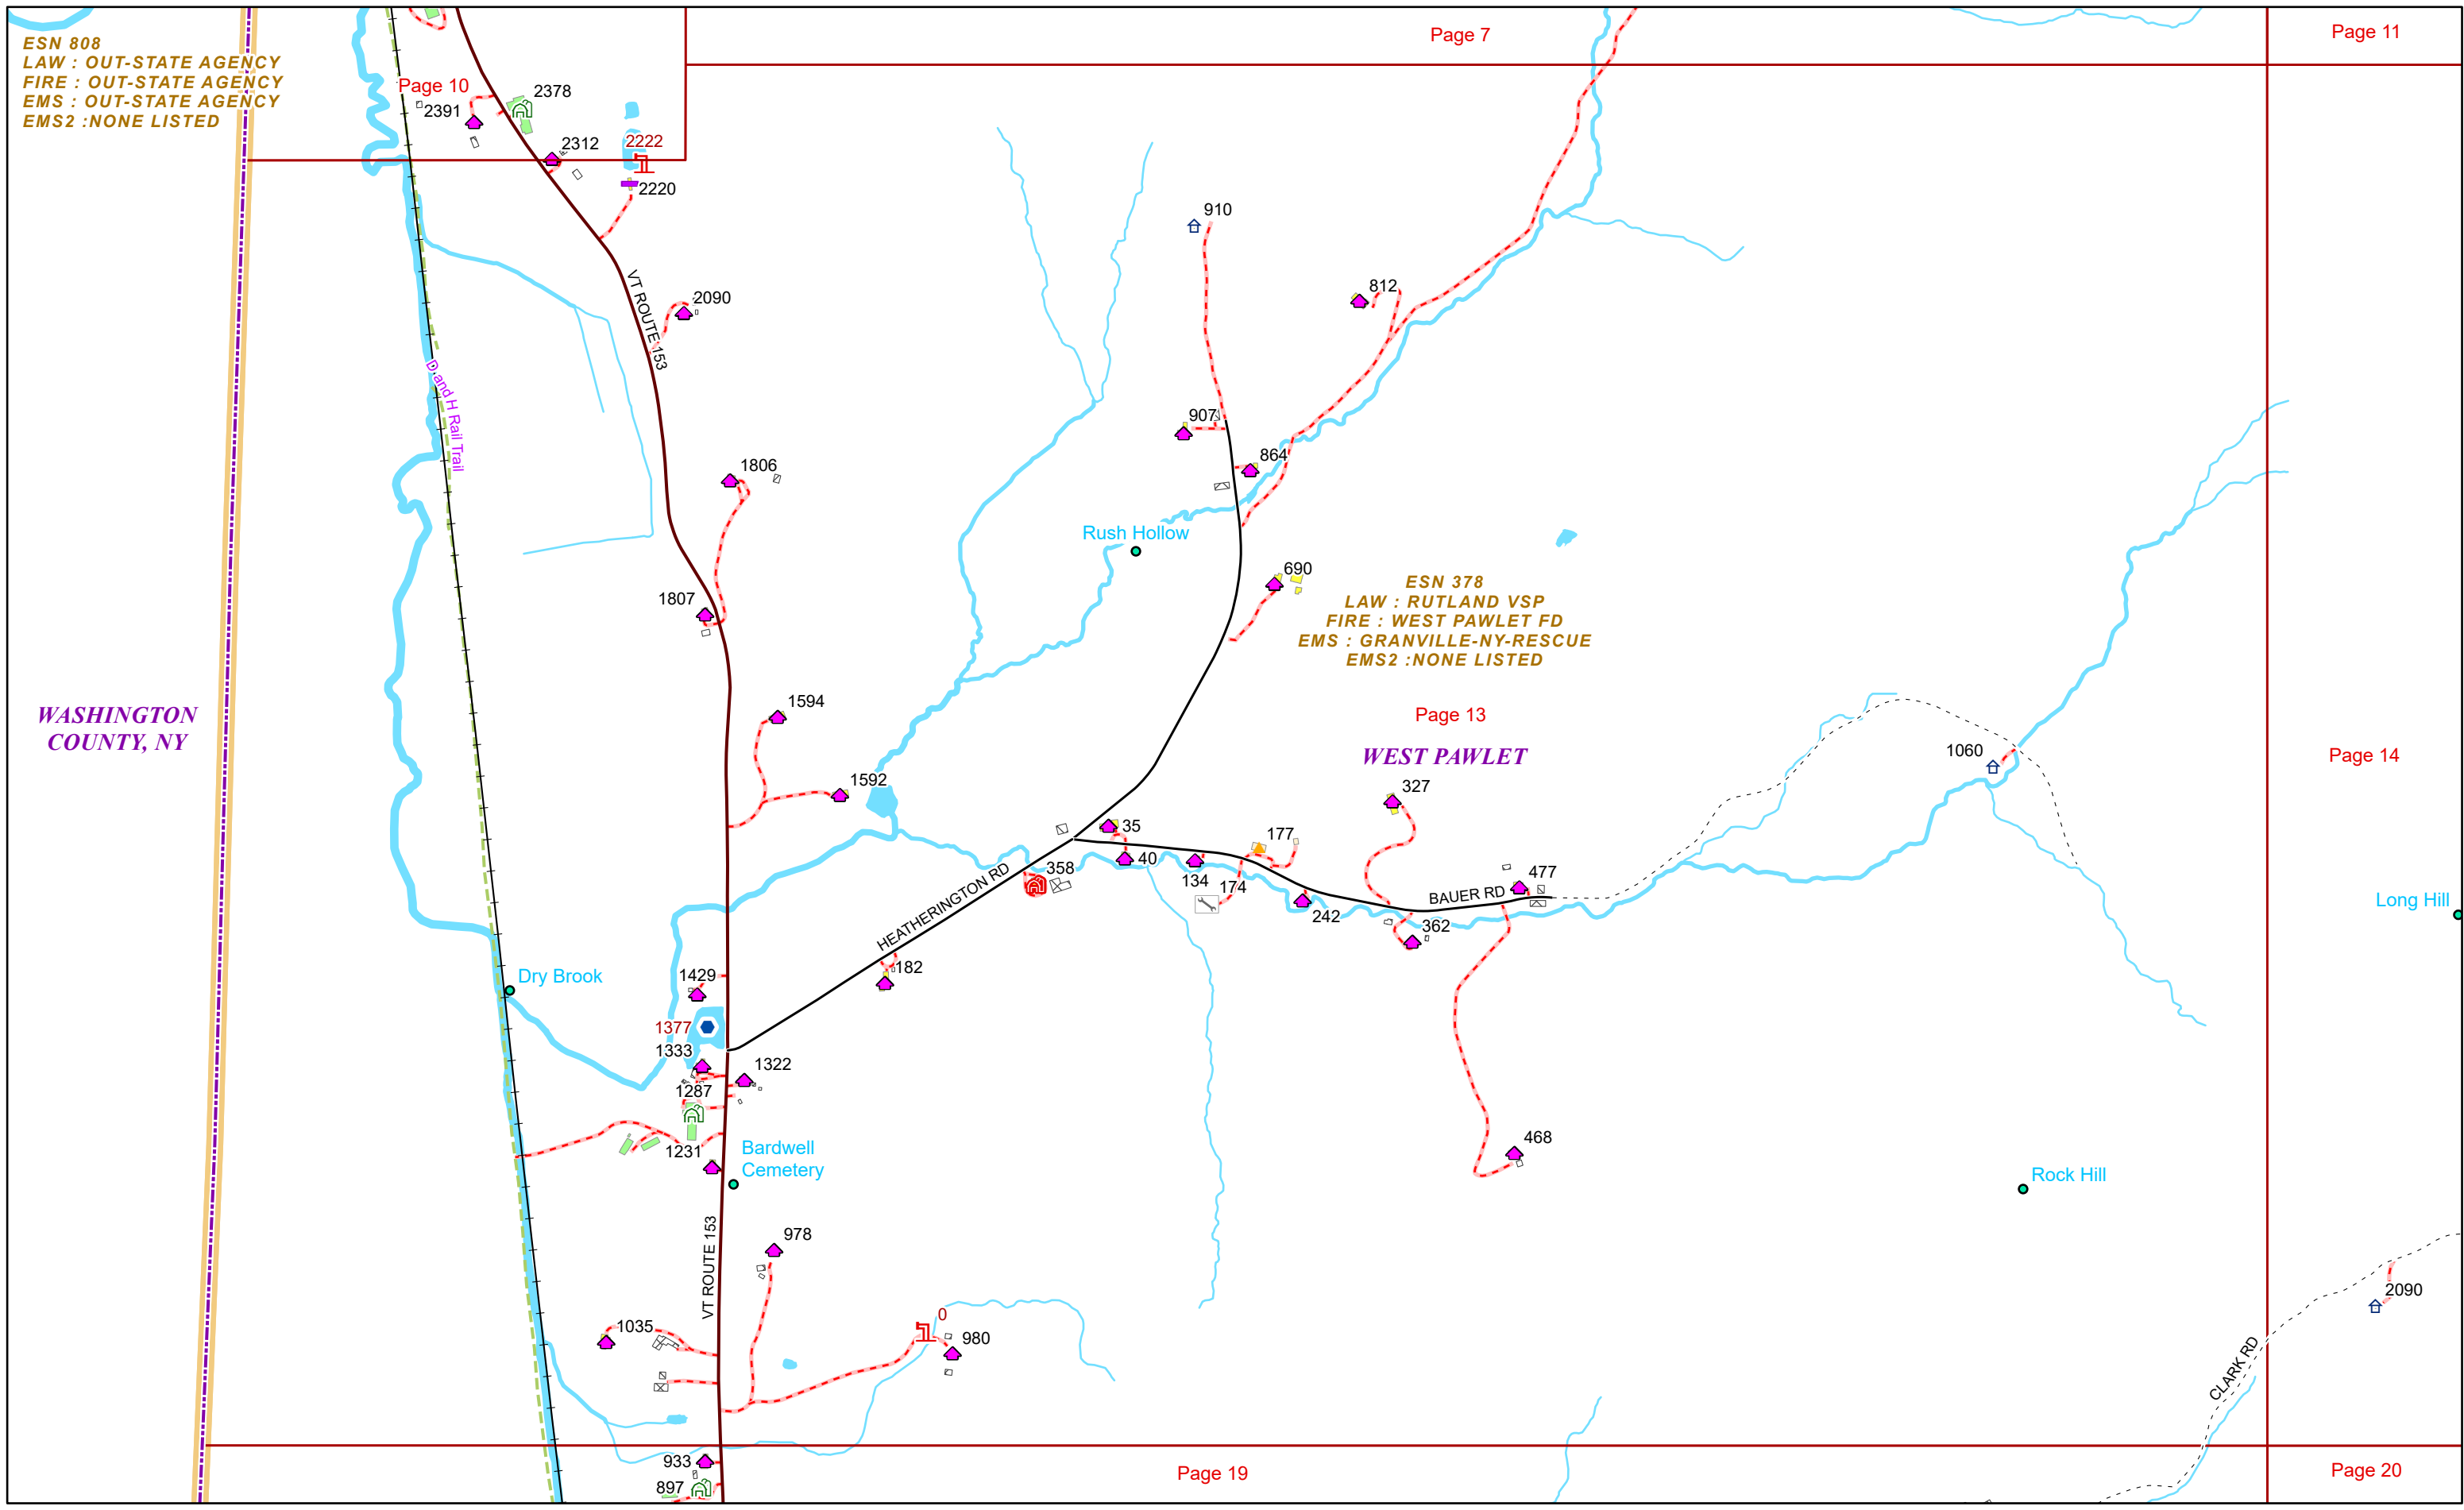 ESN 808
LAW : OUT-STATE AGENCY
FIRE : OUT-STATE AGENCY
EMS : OUT-STATE AGENCY
EMS2 :NONE LISTED
Page 7
Page 11
Page 10
2391
2378
2312
2222
2220
910
VT ROUTE 153
2090
812
D and H Rail Trail
907
864
1806
Rush Hollow
690
1807
ESN 378
LAW : RUTLAND VSP
FIRE : WEST PAWLET FD
EMS : GRANVILLE-NY-RESCUE
EMS2 :NONE LISTED
WASHINGTON
COUNTY, NY
1594
Page 13
WEST PAWLET
1060
Page 14
1592
327
35
40
177
358
134
174
477
HEATHERINGTON RD
BAUER RD
242
362
Long Hill
182
1429
Dry Brook
1377
1333
1322
1287
468
1231
Bardwell
Cemetery
Rock Hill
978
VT ROUTE 153
0
2090
1035
980
CLARK RD
933
897
Page 19
Page 20